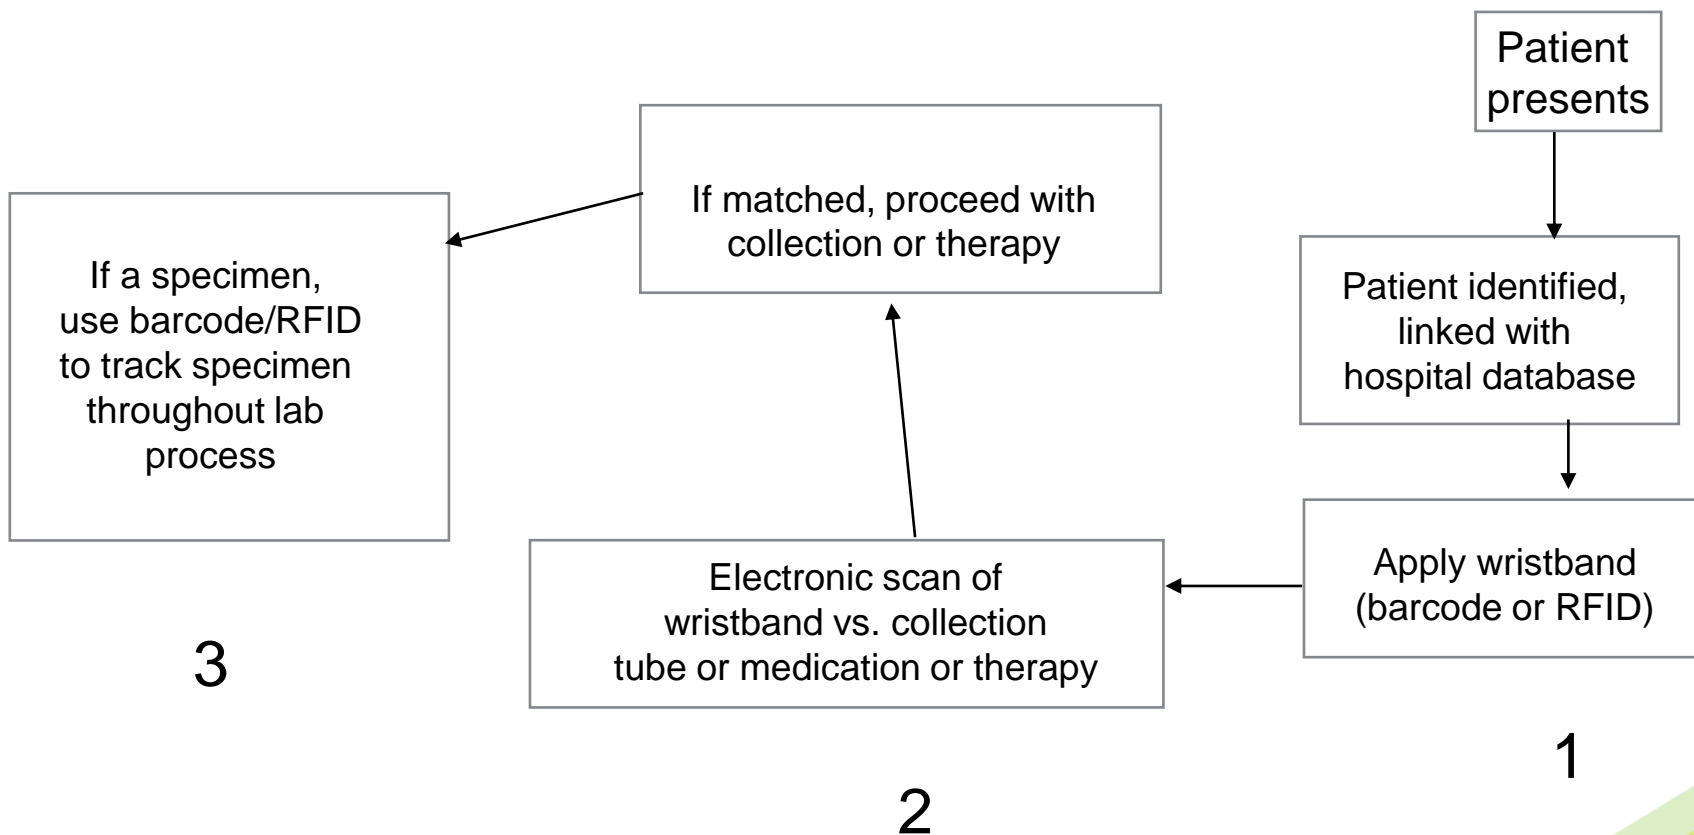 Patient
presents
Patient identified,
linked with
hospital database
Apply wristband
(barcode or RFID)
1
Electronic scan of
wristband vs. collection
tube or medication or therapy
If matched, proceed with
collection or therapy
2
If a specimen,
use barcode/RFID
to track specimen
throughout lab
process
3